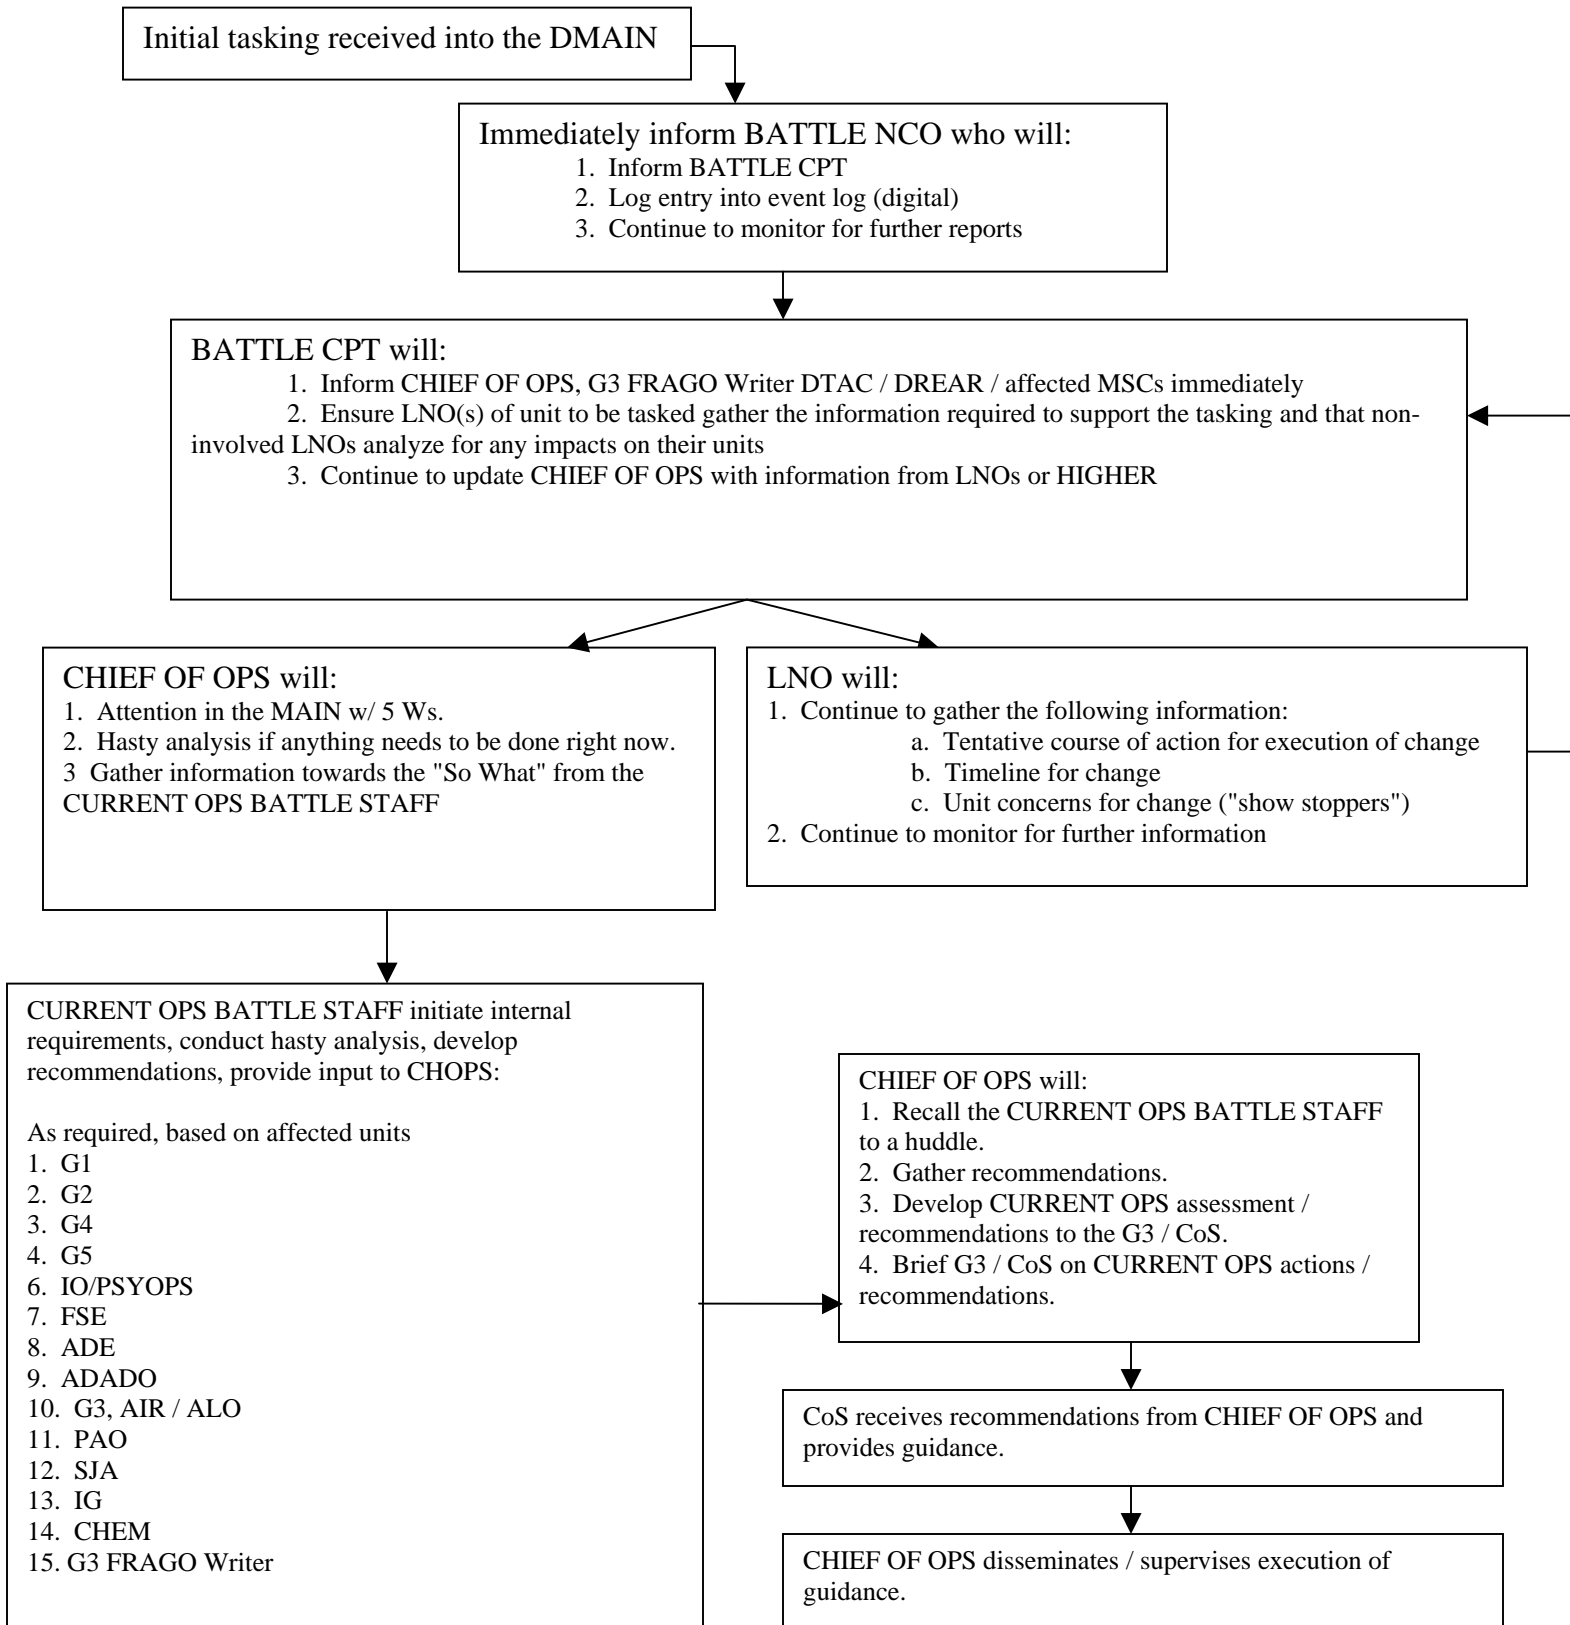 Initial tasking received into the DMAIN
Immediately inform BATTLE NCO who will:
1. Inform BATTLE CPT
2. Log entry into event log (digital)
3. Continue to monitor for further reports
BATTLE CPT will:
1. Inform CHIEF OF OPS, G3 FRAGO Writer DTAC / DREAR / affected MSCs immediately
2. Ensure LNO(s) of unit to be tasked gather the information required to support the tasking and that non-
involved LNOs analyze for any impacts on their units
3. Continue to update CHIEF OF OPS with information from LNOs or HIGHER
CHIEF OF OPS will:
1. Attention in the MAIN w/ 5 Ws.
2. Hasty analysis if anything needs to be done right now.
3 Gather information towards the "So What" from the
CURRENT OPS BATTLE STAFF
LNO will:
1. Continue to gather the following information:
a. Tentative course of action for execution of change
b. Timeline for change
c. Unit concerns for change ("show stoppers")
2. Continue to monitor for further information
CURRENT OPS BATTLE STAFF initiate internal
requirements, conduct hasty analysis, develop
recommendations, provide input to CHOPS:
As required, based on affected units
1. G1
2. G2
3. G4
4. G5
6. IO/PSYOPS
7. FSE
8. ADE
9. ADADO
10. G3, AIR / ALO
11. PAO
12. SJA
13. IG
14. CHEM
15. G3 FRAGO Writer
CHIEF OF OPS will:
1. Recall the CURRENT OPS BATTLE STAFF
to a huddle.
2. Gather recommendations.
3. Develop CURRENT OPS assessment /
recommendations to the G3 / CoS.
4. Brief G3 / CoS on CURRENT OPS actions /
recommendations.
CoS receives recommendations from CHIEF OF OPS and
provides guidance.
CHIEF OF OPS disseminates / supervises execution of
guidance.